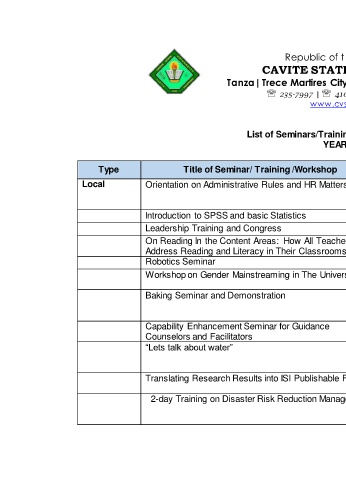 Republic of t
CAVITE STATE
Tanza | Trece Martires City
☏ 235-7997 | ☏ 416
www.cvs
List of Seminars/Trainin
YEAR
Type Title of Seminar/ Training /Workshop
Local Orientation on Administrative Rules and HR Matters
Introduction to SPSS and basic Statistics
Leadership Training and Congress
On Reading In the Content Areas: How All Teache
Address Reading and Literacy in Their Classrooms
Robotics Seminar
Workshop on Gender Mainstreaming in The Univers
Baking Seminar and Demonstration
Capability Enhancement Seminar for Guidance
Counselors and Facilitators
“Lets talk about water”
Translating Research Results into ISI Publishable F
2-day Training on Disaster Risk Reduction Manag